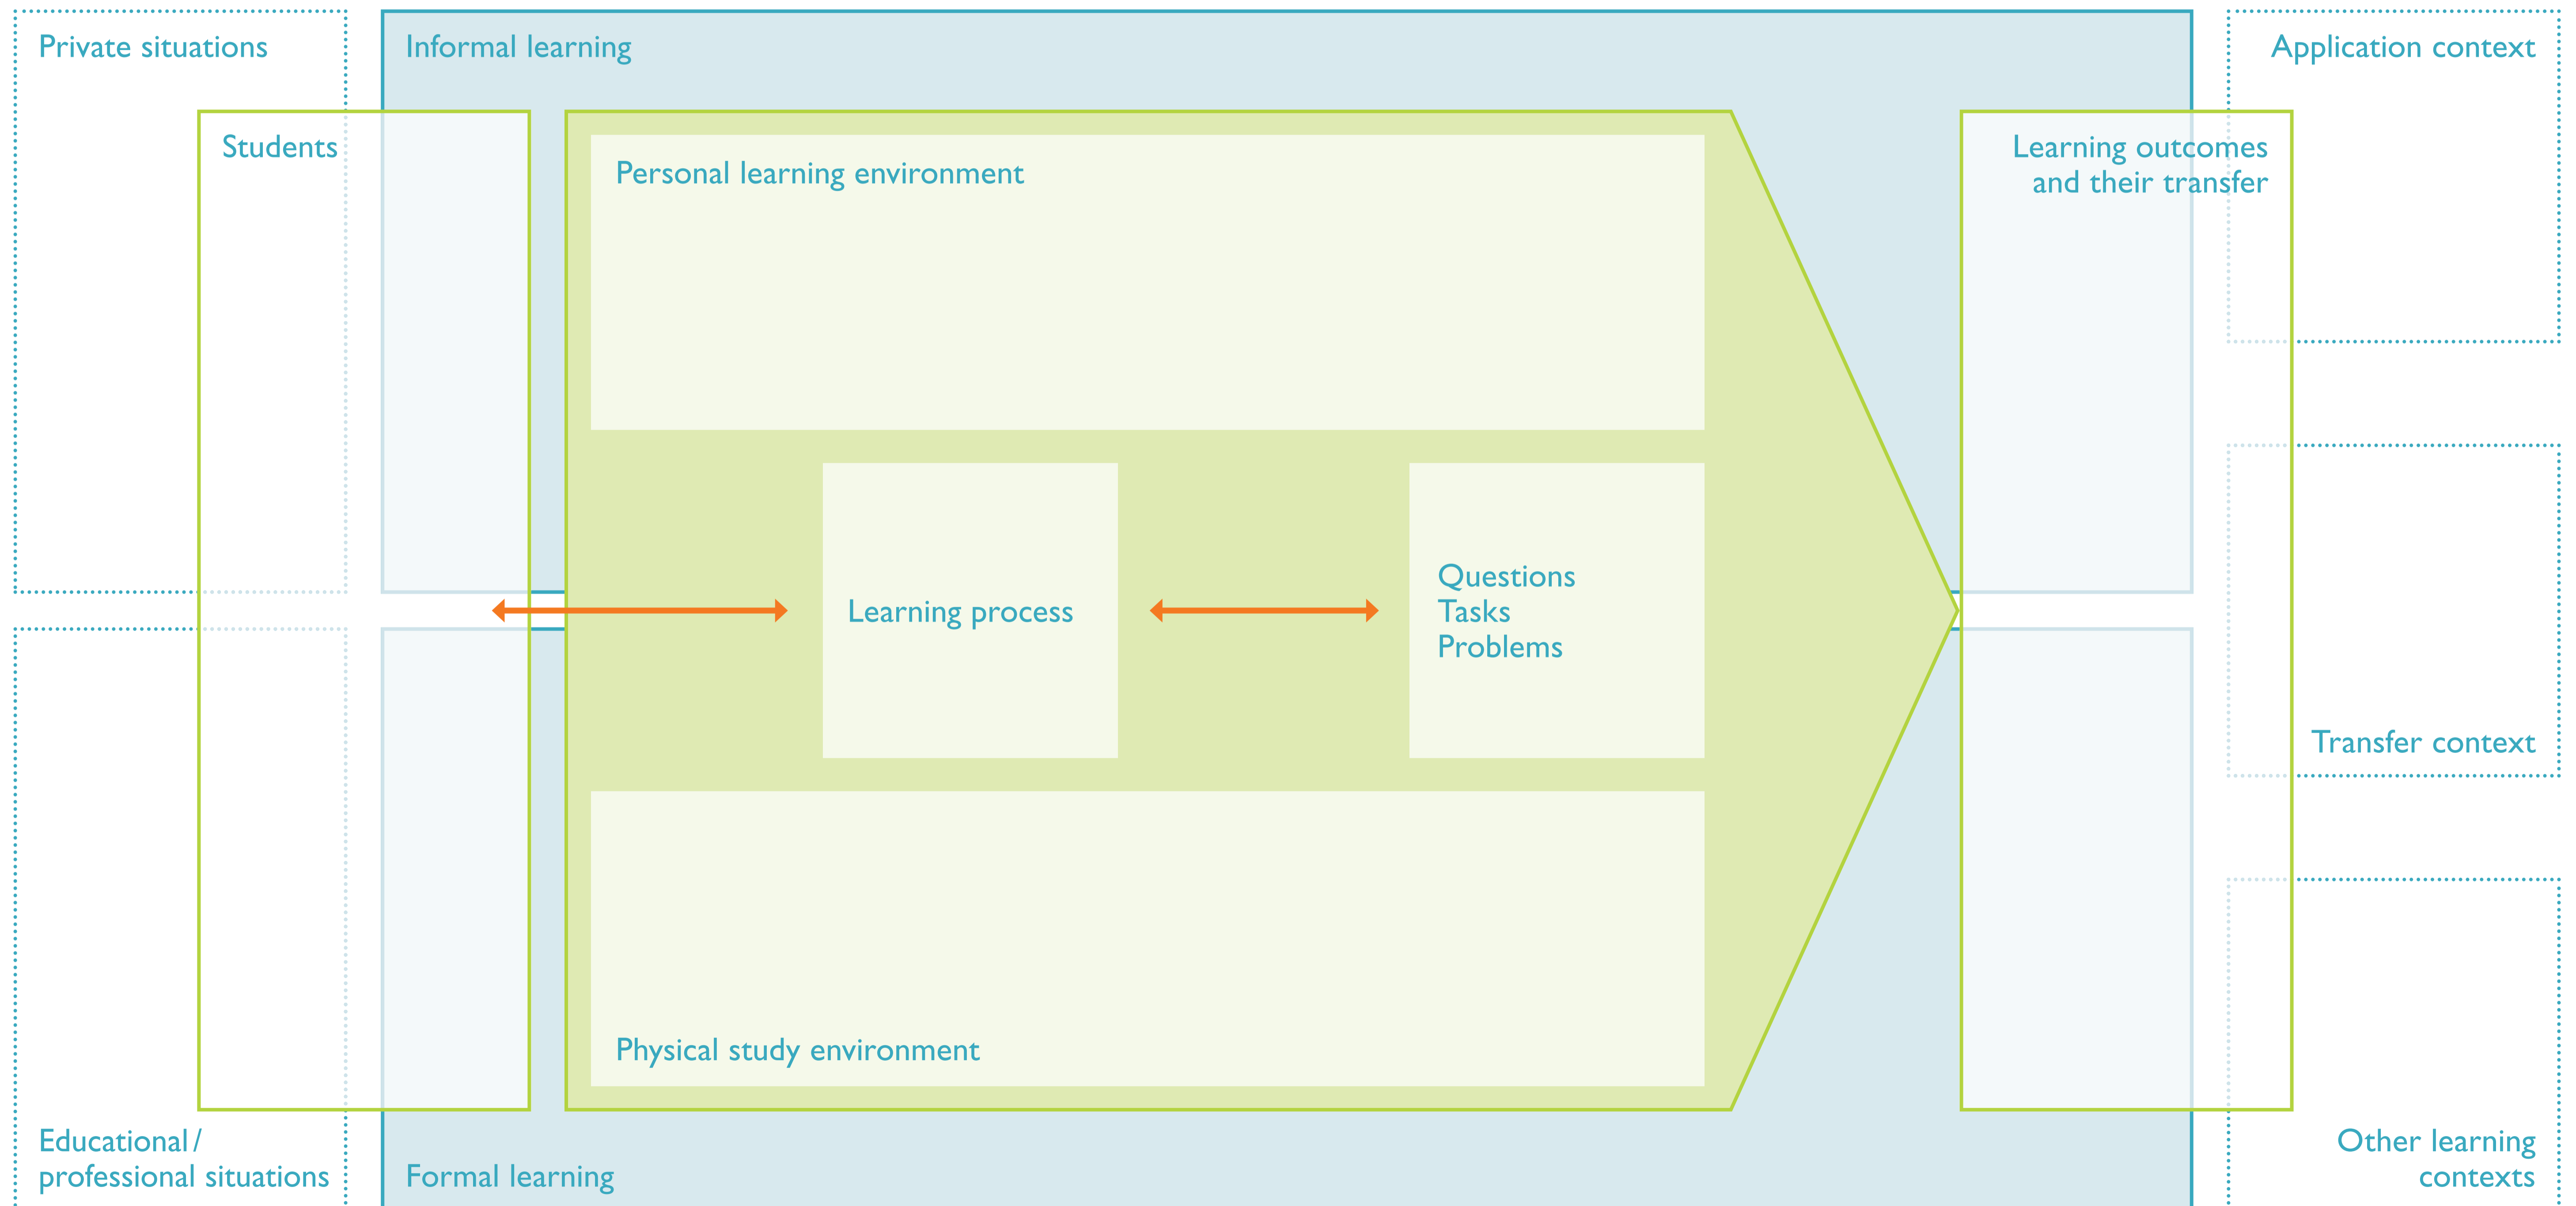 Private situations
Informal learning
Application context
Students
Learning outcomes
and their transfer
Personal learning environment
Learning process
Questions
Tasks
Problems
Transfer context
Physical study environment
Educational/
professional situations
Formal learning
Other learning
contexts